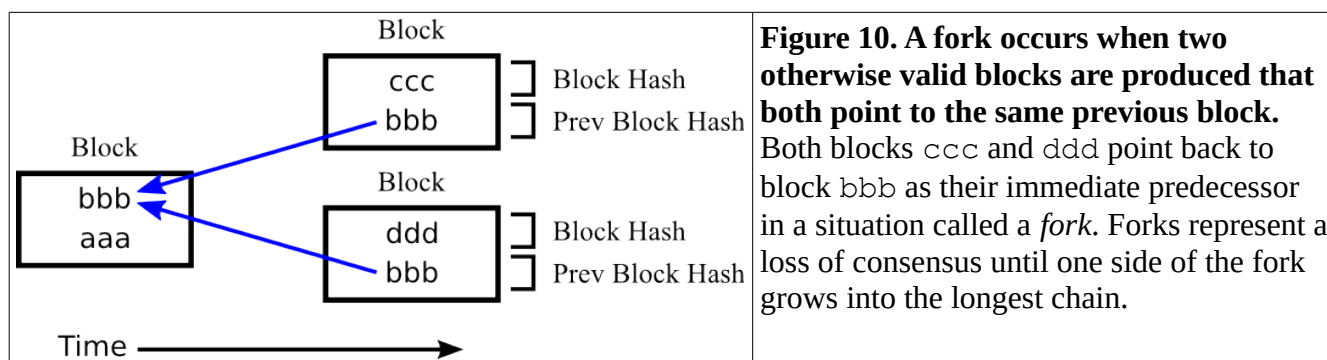 Block
ccc
bbb
Block Hash
Prev Block Hash
Block
bbb
aaa
Block
ddd
bbb
Block Hash
Prev Block Hash
Time
Figure 10. A fork occurs when two
otherwise valid blocks are produced that
both point to the same previous block.
Both blocks ccc and ddd point back to
block bbb as their immediate predecessor
in a situation called a fork. Forks represent a
loss of consensus until one side of the fork
grows into the longest chain.